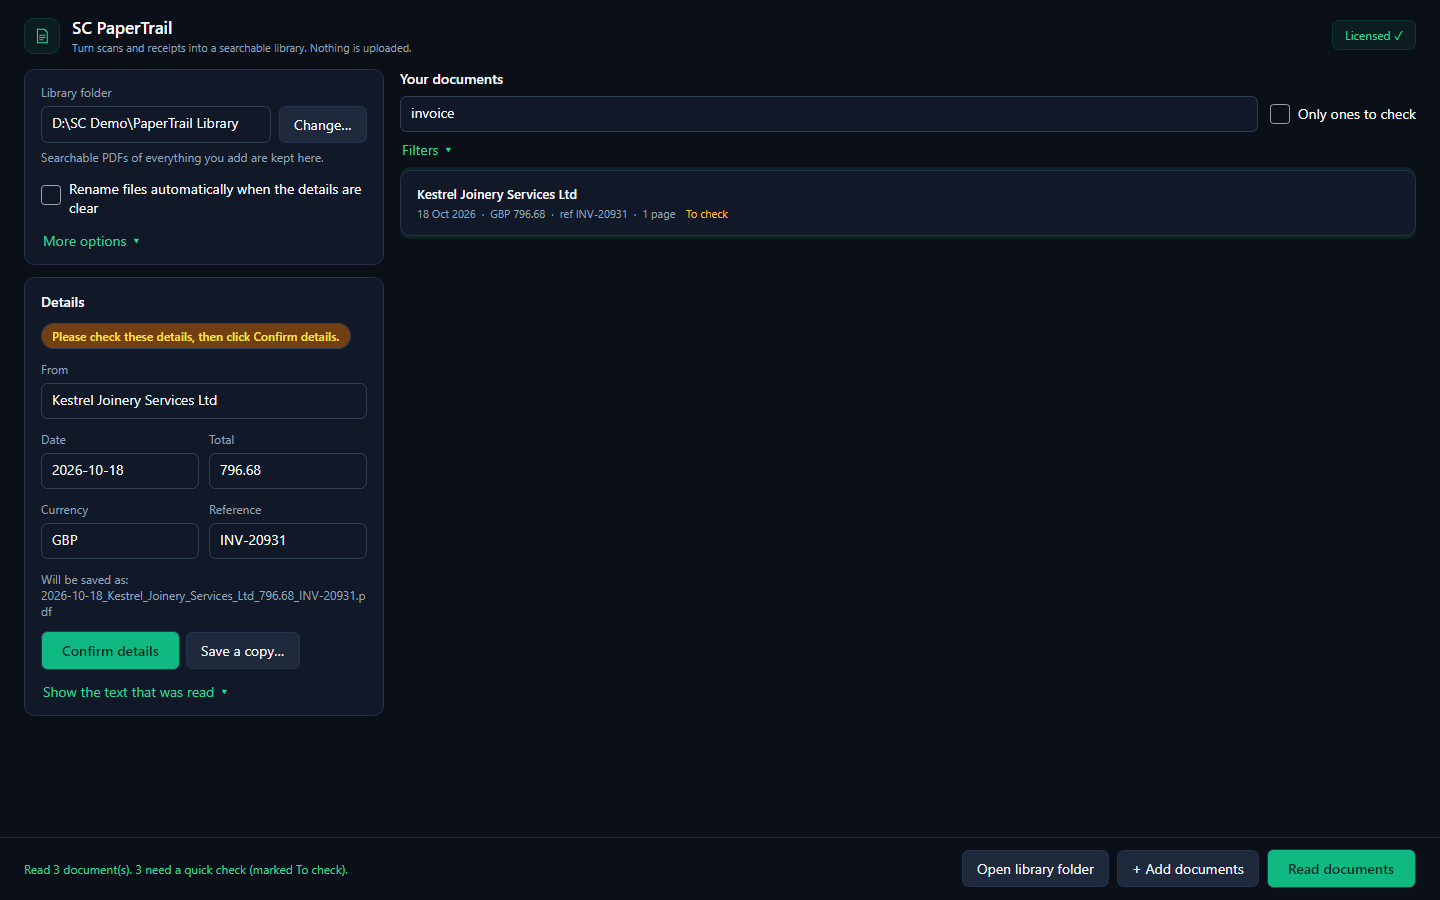 SC PaperTrail
Turn scans and receipts into a searchable library. Nothing is uploaded.
Licensed ✓
Library folder
D:\SC Demo\PaperTrail Library
Change...
Searchable PDFs of everything you add are kept here.
Rename files automatically when the details are
clear
More options ▾
Details
Please check these details, then click Confirm details.
From
Kestrel Joinery Services Ltd
Date
Total
2026-10-18
796.68
Currency
Reference
GBP
INV-20931
Will be saved as:
2026-10-18_Kestrel_Joinery_Services_Ltd_796.68_INV-20931.p
df
Confirm details
Save a copy...
Show the text that was read ▾
Your documents
invoice
Only ones to check
Filters ▾
Kestrel Joinery Services Ltd
18 Oct 2026 · GBP 796.68 · ref INV-20931 · 1 page To check
Read 3 document(s). 3 need a quick check (marked To check).
Open library folder
+ Add documents
Read documents